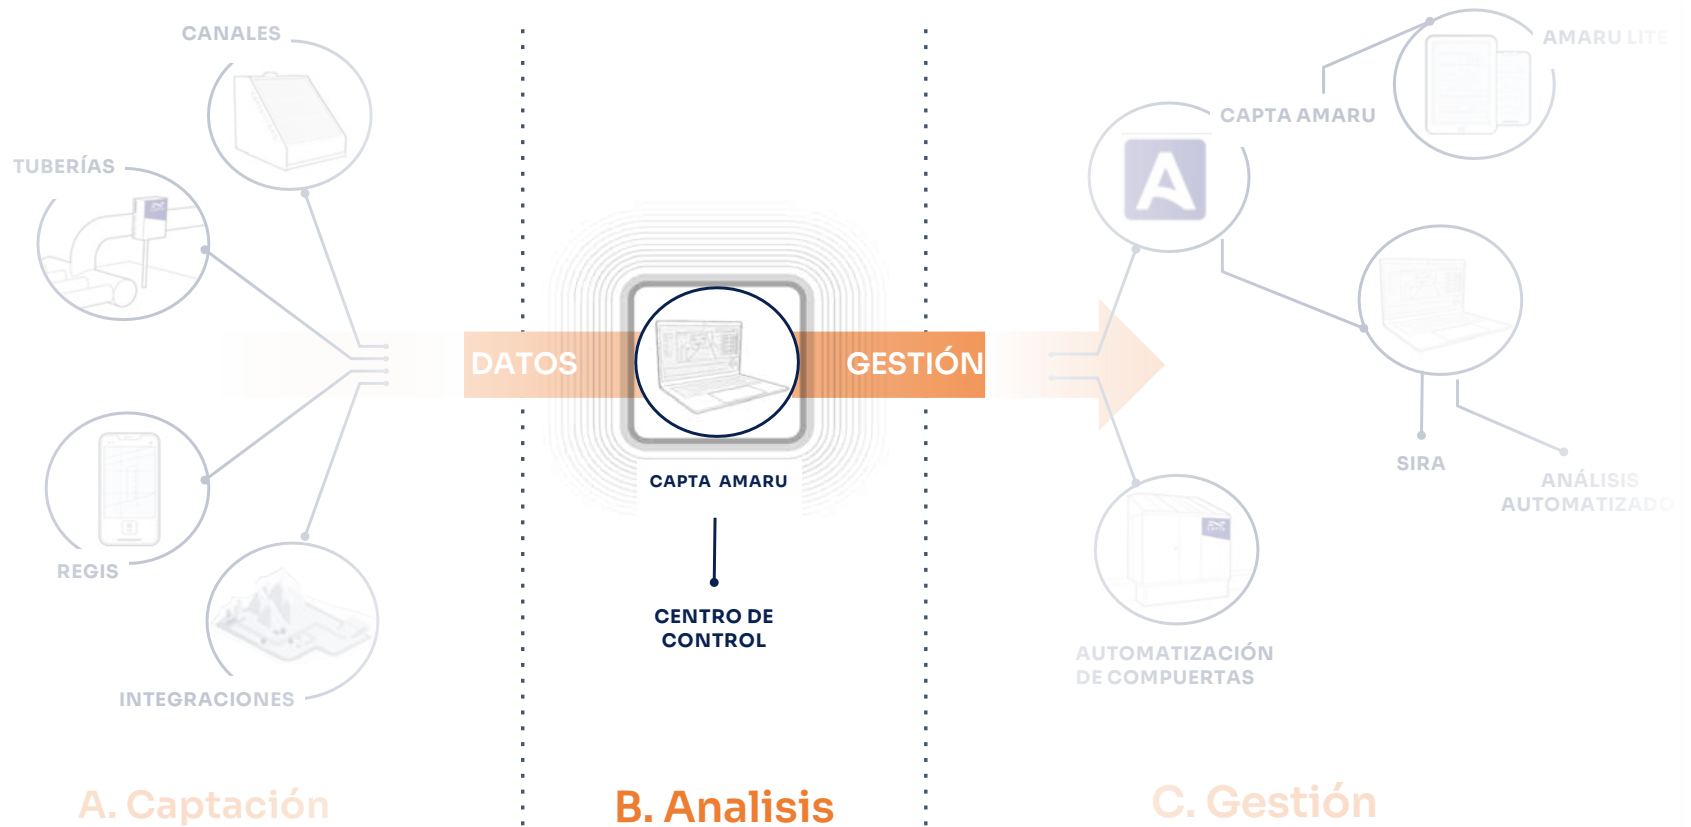 CANALES
TUBERÍAS
REGIS
INTEGRACIONES
A. Captación
DATOS
GESTIÓN
CAPTA AMARU
CENTRO DE
CONTROL
B. Analisis
AMARU LITE
CAPTA AMARU
A
SIRA
ANÁLISIS
AUTOMATIZADO
AUTOMATIZACIÓN
DE COMPUERTAS
C. Gestión